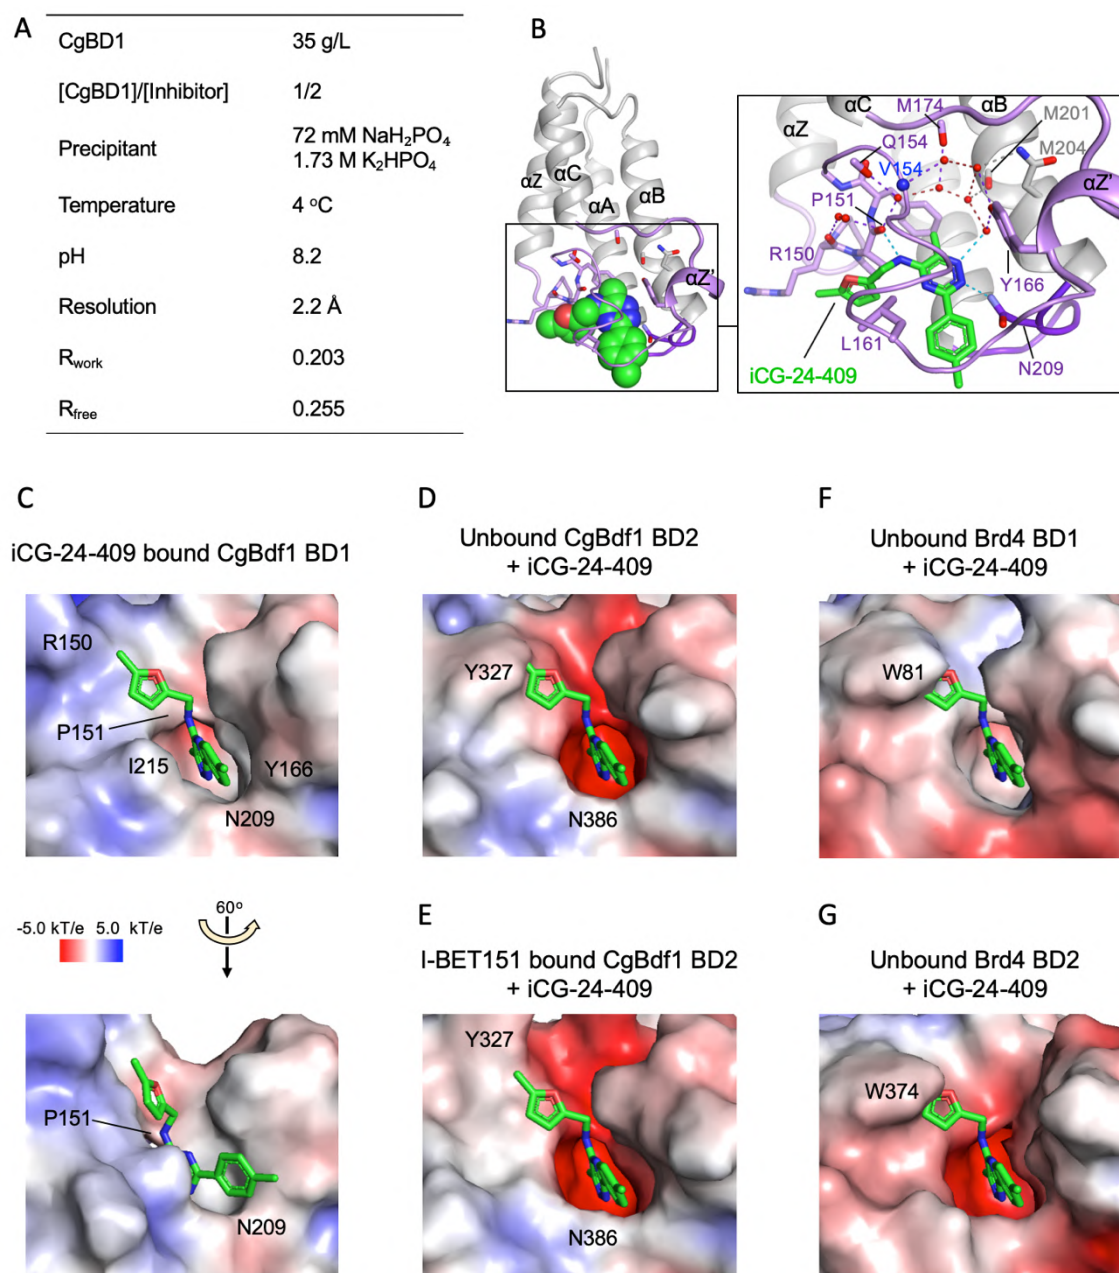 A
CgBD1 35 g/L
[CgBD1]/[Inhibitor] 1/2
Precipitant 72 mM NaH₂PO₄
1.73 M K₂HPO₄
Temperature 4 °C
pH 8.2
Resolution 2.2 Å
R_work 0.203
R_free 0.255
B
αZ
αC
αA
αB
αZ'
αZ
αC
M174
αB
M201
M204
Q154
V154
αZ'
P151
R150
Y166
L161
iCG-24-409
N209
C
iCG-24-409 bound CgBdf1 BD1
R150
P151
I215
Y166
N209
-5.0 kT/e 5.0 kT/e
60°
P151
N209
D
Unbound CgBdf1 BD2
+ iCG-24-409
Y327
N386
E
I-BET151 bound CgBdf1 BD2
+ iCG-24-409
Y327
N386
F
Unbound Brd4 BD1
+ iCG-24-409
W81
G
Unbound Brd4 BD2
+ iCG-24-409
W374